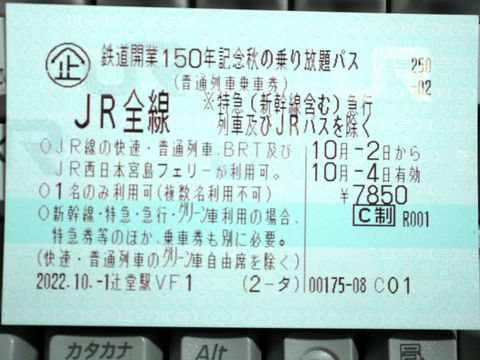 ㊭ 鉄道開業150年記念秋の乗り放題パス 250
(普通列車乗車券) -02
JR全線 ※特急(新幹線含む)急行
列車及びJRバスを除く
○JR線の快速・普通列車、BRT及び 10月-2日から
JR西日本宮島フェリーが利用可。 10月-4日有効
○1名のみ利用可(複数名利用不可) ¥7850
○新幹線・特急・急行・グリーン車利用の場合、 C制 R001
特急券等のほか、乗車券も別に必要。
(快速・普通列車のグリーン車自由席を除く)
2022.10.-1辻堂駅VF1 (2-タ) 00175-08 C01
カタカナ
Alt